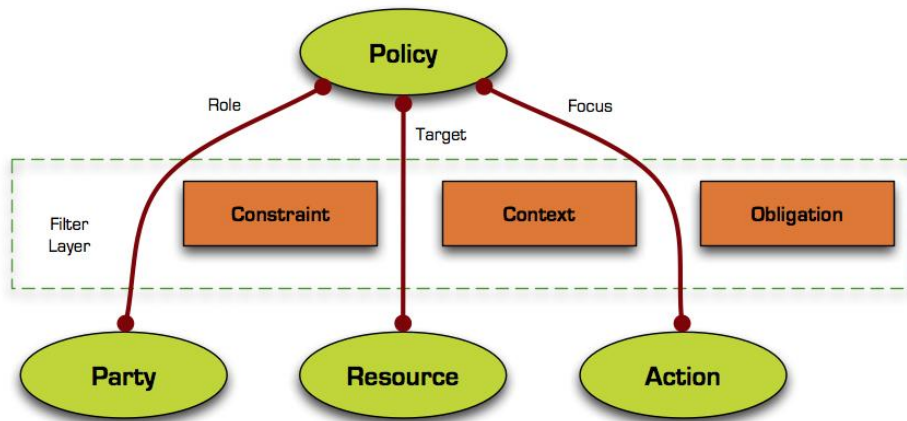 Policy
Role
Focus
Target
Constraint
Context
Obligation
Filter
Layer
Party
Resource
Action